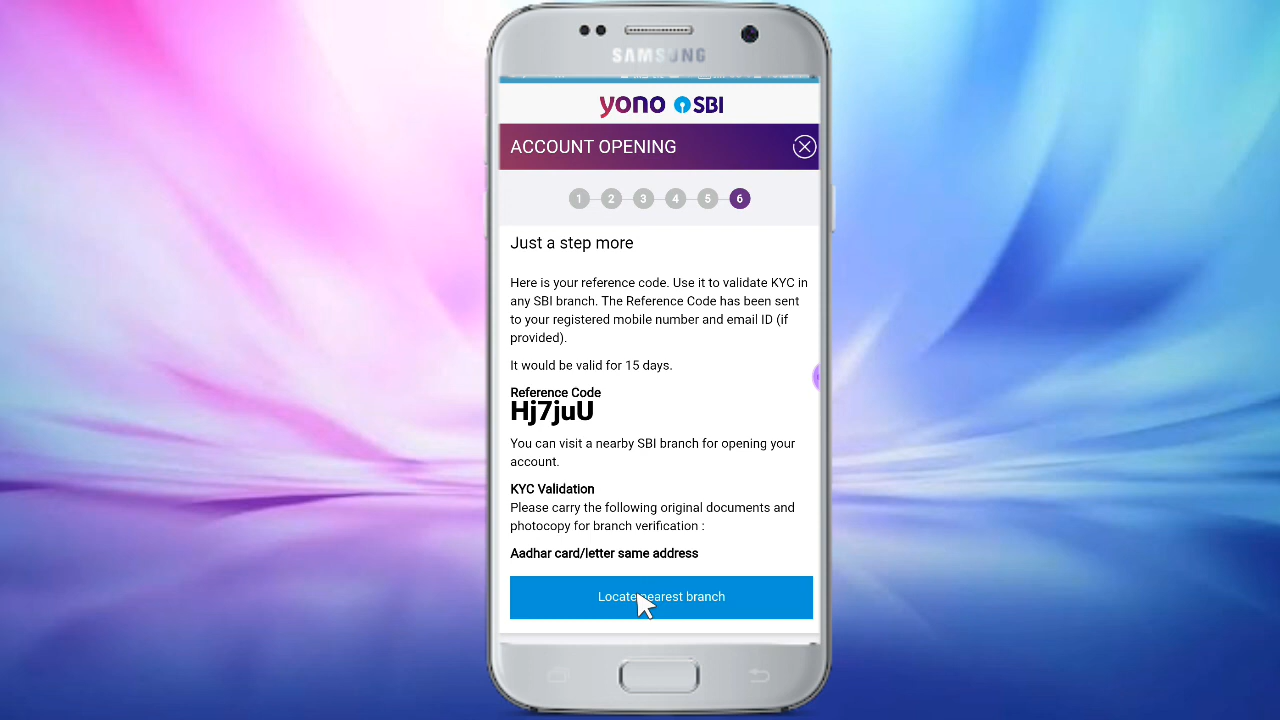 SAMSUNG
yono SBI
ACCOUNT OPENING
1 2 3 4 5 6
Just a step more
Here is your reference code. Use it to validate KYC in
any SBI branch. The Reference Code has been sent
to your registered mobile number and email ID (if
provided).
It would be valid for 15 days.
Reference Code
Hj7juU
You can visit a nearby SBI branch for opening your
account.
KYC Validation
Please carry the following original documents and
photocopy for branch verification :
Aadhar card/letter same address
Locate nearest branch